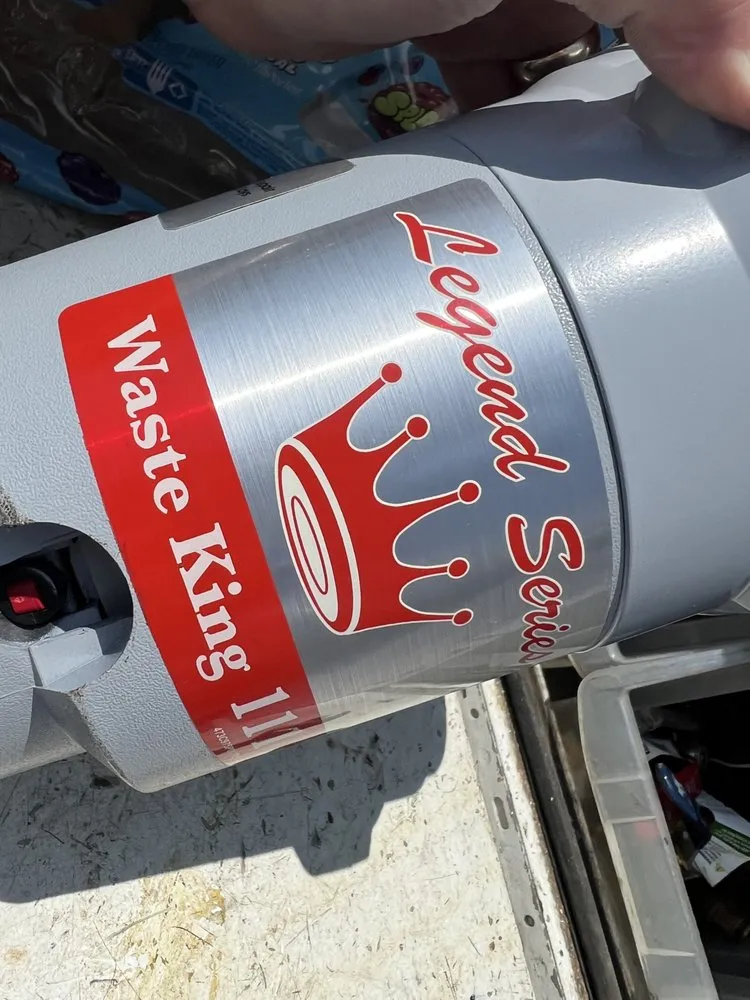 Legend Series
Waste King 11